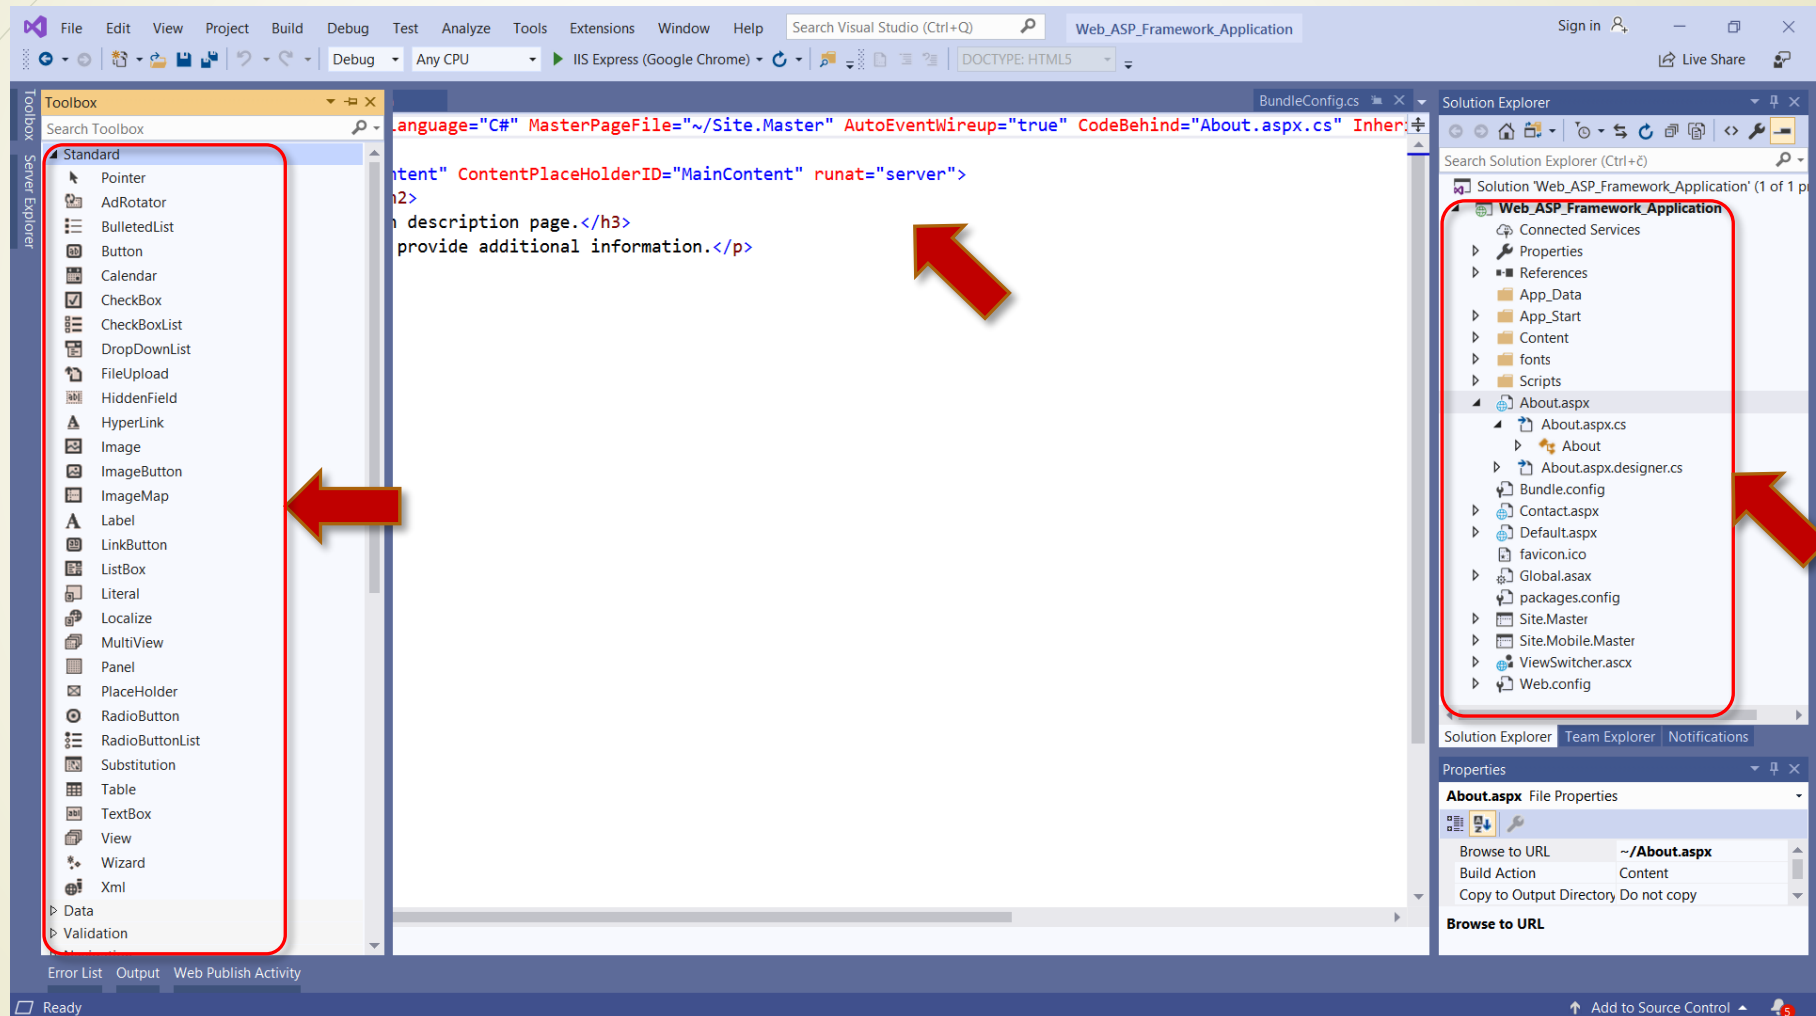 File Edit View Project Build Debug Test Analyze Tools Extensions Window Help Search Visual Studio (Ctrl+Q) Web_ASP_Framework_Application Sign in
Debug Any CPU IIS Express (Google Chrome) DOCTYPE: HTML5 Live Share
Toolbox
Server Explorer
Toolbox
Search Toolbox
Standard
Pointer
AdRotator
BulletedList
Button
Calendar
CheckBox
CheckBoxList
DropDownList
FileUpload
HiddenField
HyperLink
Image
ImageButton
ImageMap
Label
LinkButton
ListBox
Literal
Localize
MultiView
Panel
PlaceHolder
RadioButton
RadioButtonList
Substitution
Table
TextBox
View
Wizard
Xml
Data
Validation
BundleConfig.cs
anguage="C#" MasterPageFile="~/Site.Master" AutoEventWireup="true" CodeBehind="About.aspx.cs" Inher
ntent" ContentPlaceHolderID="MainContent" runat="server">
h2>
description page.</h3>
provide additional information.</p>
Solution Explorer
Search Solution Explorer (Ctrl+č)
Solution 'Web_ASP_Framework_Application' (1 of 1 p
Web_ASP_Framework_Application
Connected Services
Properties
References
App_Data
App_Start
Content
fonts
Scripts
About.aspx
About.aspx.cs
About
About.aspx.designer.cs
Bundle.config
Contact.aspx
Default.aspx
favicon.ico
Global.asax
packages.config
Site.Master
Site.Mobile.Master
ViewSwitcher.ascx
Web.config
Solution Explorer Team Explorer Notifications
Properties
About.aspx File Properties
Browse to URL ~/About.aspx
Build Action Content
Copy to Output Directory Do not copy
Browse to URL
Error List Output Web Publish Activity
Ready Add to Source Control 5